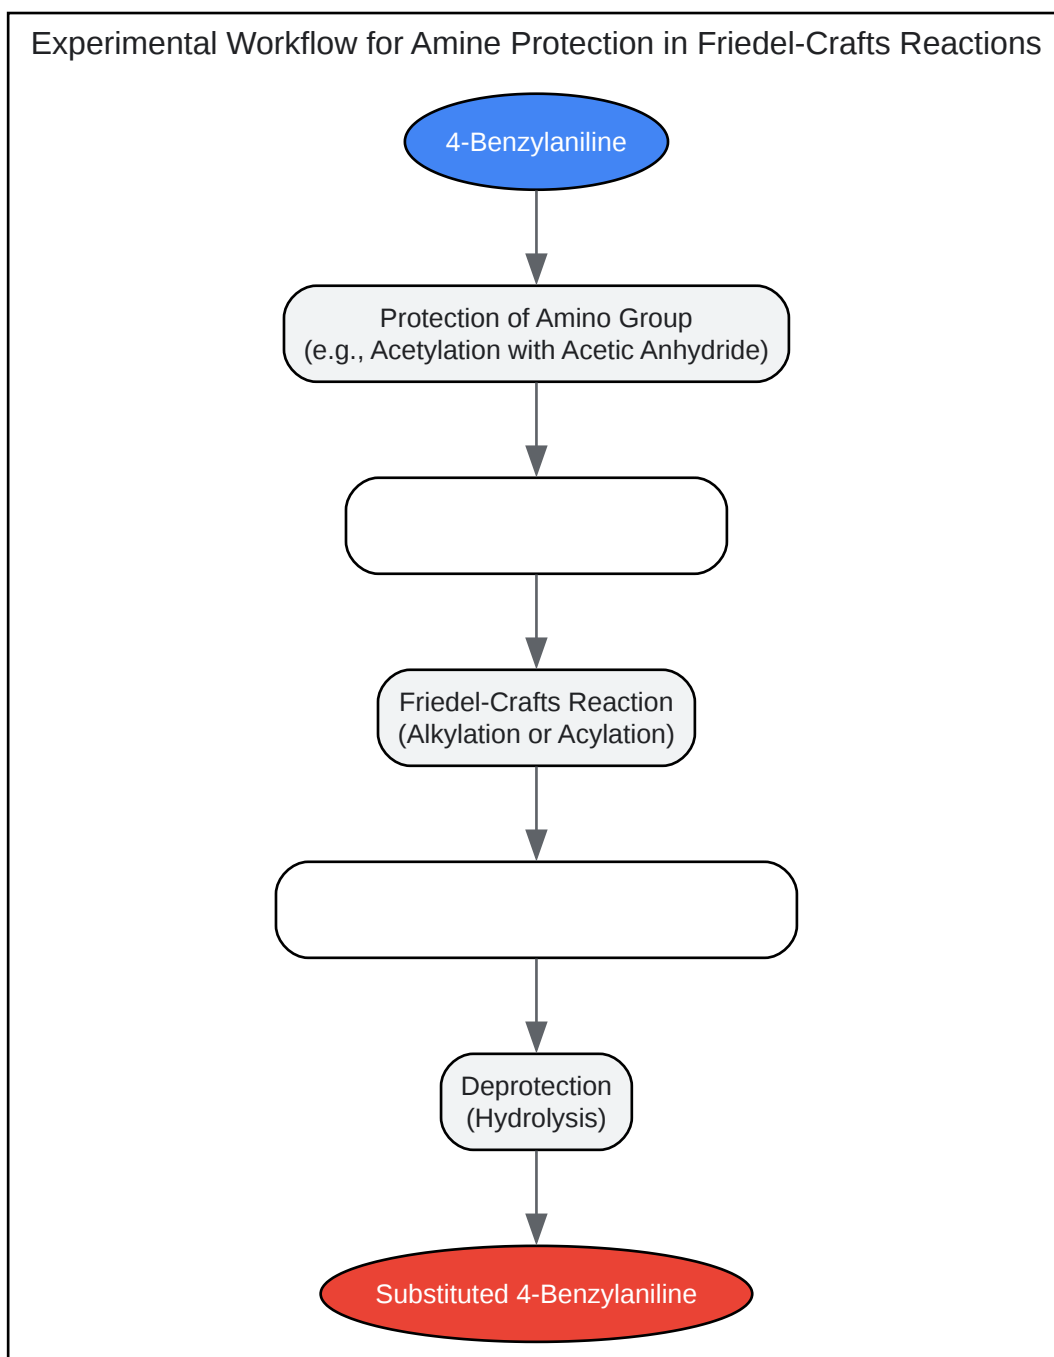 Experimental Workflow for Amine Protection in Friedel-Crafts Reactions
4-Benzylaniline
Protection of Amino Group
(e.g., Acetylation with Acetic Anhydride)
Friedel-Crafts Reaction
(Alkylation or Acylation)
Deprotection
(Hydrolysis)
Substituted 4-Benzylaniline